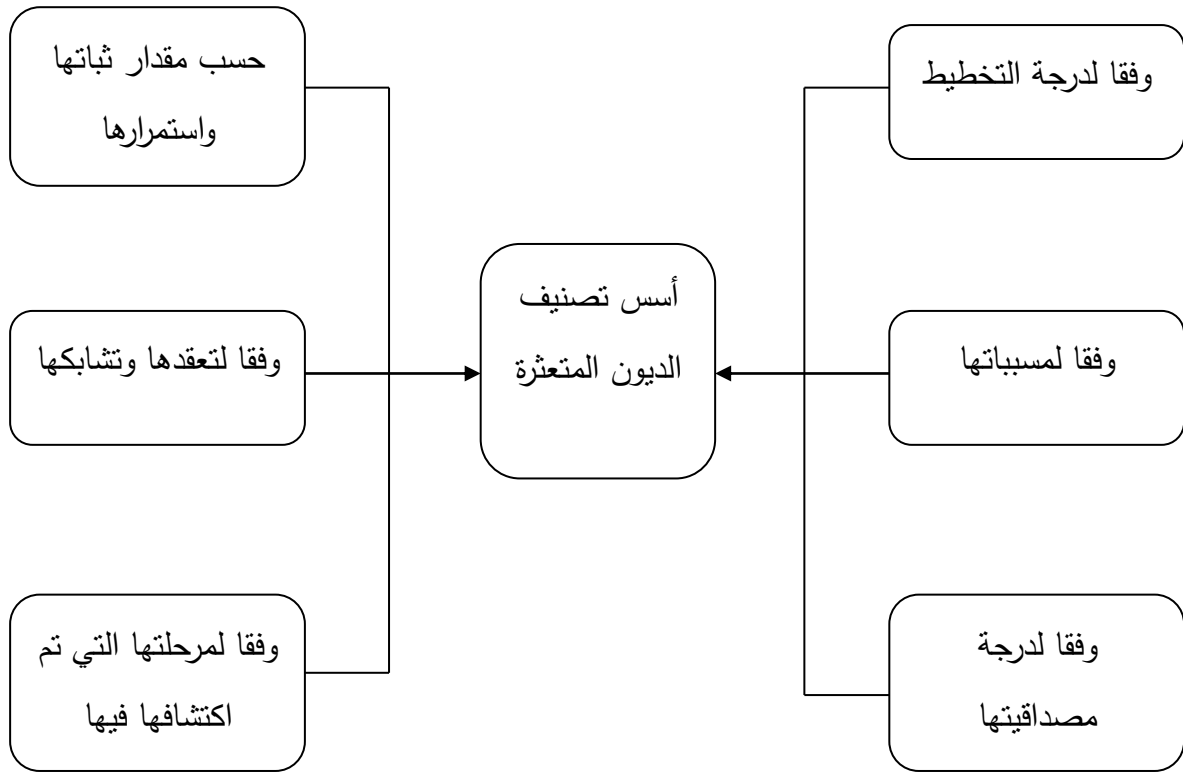 وفقا لدرجة التخطيط
حسب مقدار ثباتها
واستمرارها
أسس تصنيف
الديون المتعثرة
وفقا لمسبباتها
وفقا لتعقدها وتشابكها
وفقا لدرجة
مصداقيتها
وفقا لمرحلتها التي تم
اكتشافها فيها